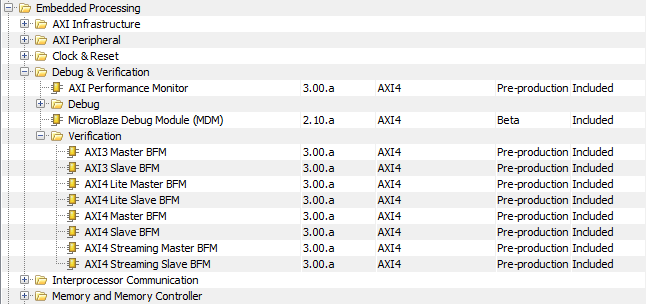 Embedded Processing
AXI Infrastructure
AXI Peripheral
Clock & Reset
Debug & Verification
AXI Performance Monitor 3.00.a AXI4 Pre-production Included
Debug
MicroBlaze Debug Module (MDM) 2.10.a AXI4 Beta Included
Verification
AXI3 Master BFM 3.00.a AXI4 Pre-production Included
AXI3 Slave BFM 3.00.a AXI4 Pre-production Included
AXI4 Lite Master BFM 3.00.a AXI4 Pre-production Included
AXI4 Lite Slave BFM 3.00.a AXI4 Pre-production Included
AXI4 Master BFM 3.00.a AXI4 Pre-production Included
AXI4 Slave BFM 3.00.a AXI4 Pre-production Included
AXI4 Streaming Master BFM 3.00.a AXI4 Pre-production Included
AXI4 Streaming Slave BFM 3.00.a AXI4 Pre-production Included
Interprocessor Communication
Memory and Memory Controller